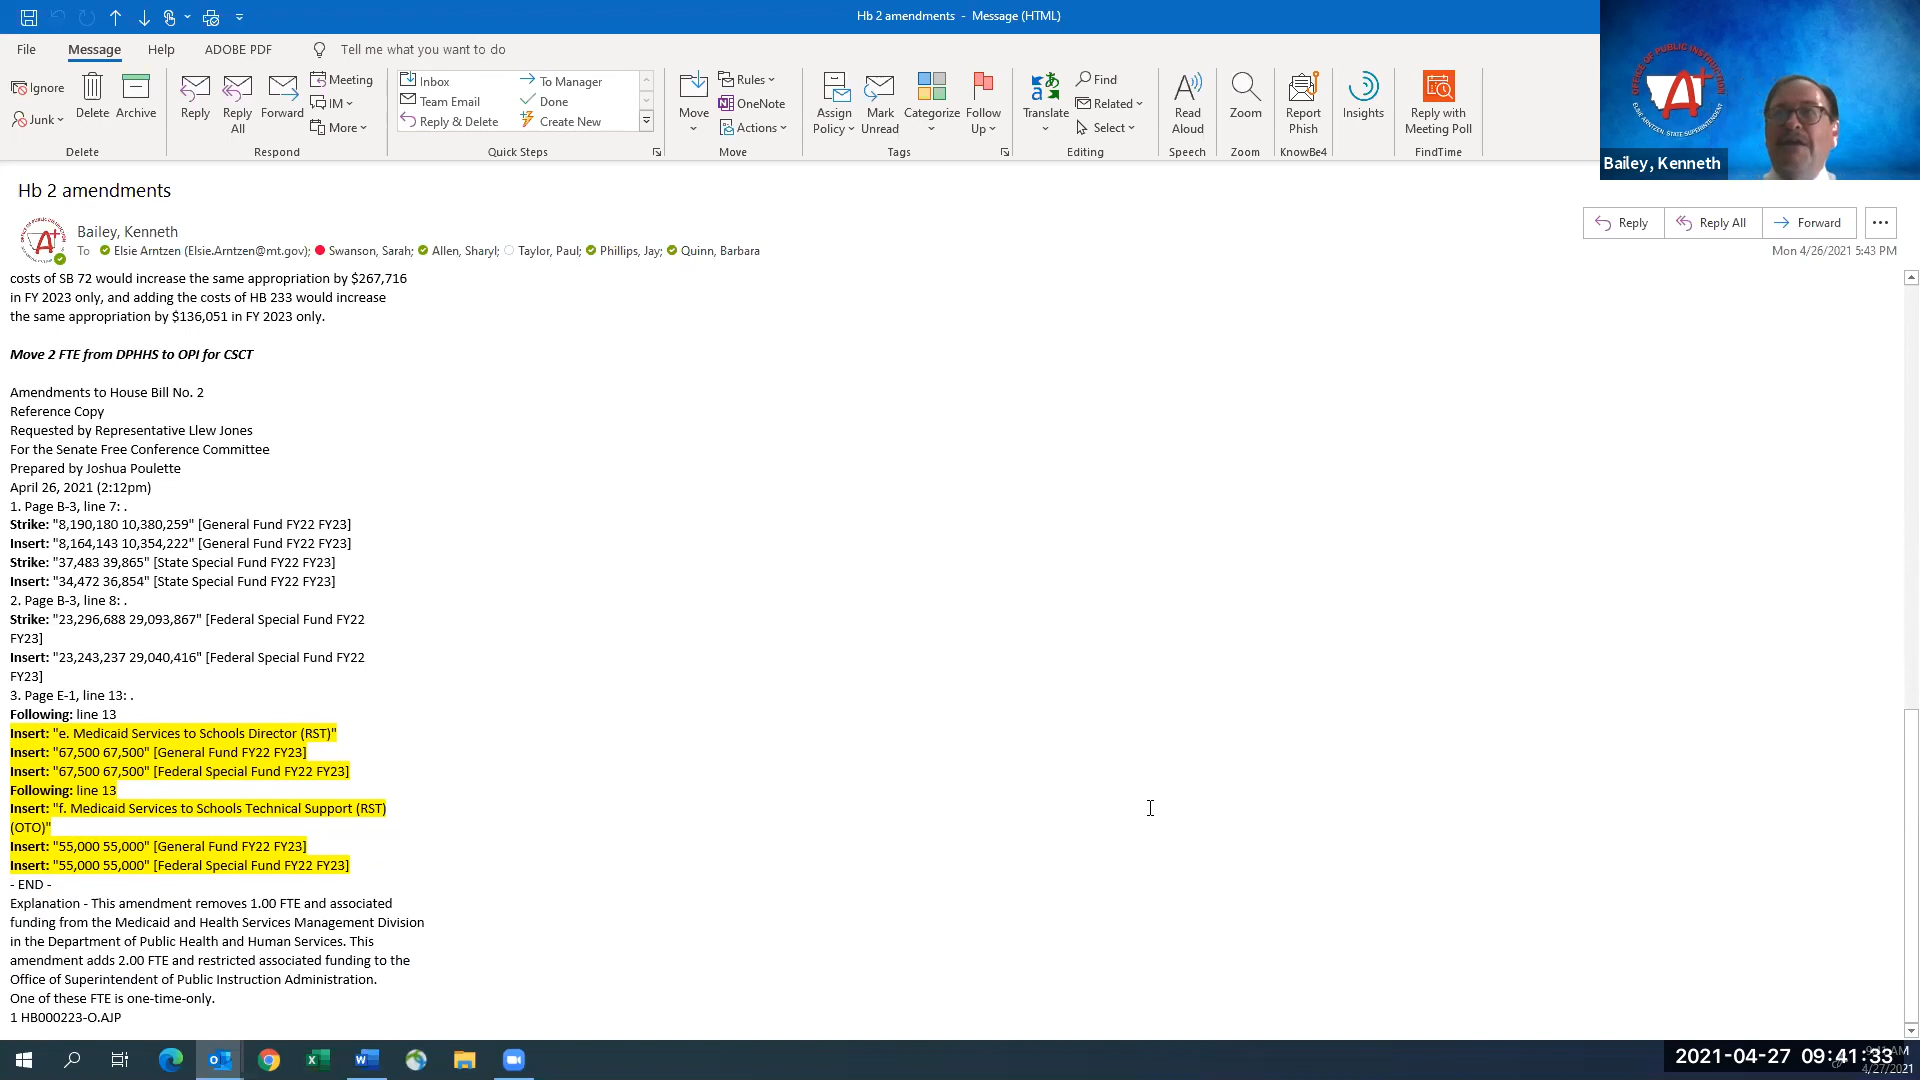 Hb 2 amendments - Message (HTML)
File Message Help ADOBE PDF Tell me what you want to do
Ignore
Junk
Delete
Archive
Delete
Reply
Reply All
Forward
Meeting
IM
More
Respond
Inbox
Team Email
Reply & Delete
To Manager
Done
Create New
Quick Steps
Move
Rules
OneNote
Actions
Move
Assign Policy
Mark Unread
Categorize
Follow Up
Tags
Translate
Find
Related
Select
Editing
Read Aloud
Speech
Zoom
Zoom
Report Phish
KnowBe4
Insights
Reply with Meeting Poll
FindTime
OFFICE OF PUBLIC INSTRUCTION
ELSIE ARNTZEN, STATE SUPERINTENDENT
A+
Bailey, Kenneth
Hb 2 amendments
Bailey, Kenneth
To Elsie Arntzen (Elsie.Arntzen@mt.gov); Swanson, Sarah; Allen, Sharyl; Taylor, Paul; Phillips, Jay; Quinn, Barbara
Reply Reply All Forward
Mon 4/26/2021 5:43 PM
costs of SB 72 would increase the same appropriation by $267,716
in FY 2023 only, and adding the costs of HB 233 would increase
the same appropriation by $136,051 in FY 2023 only.
Move 2 FTE from DPHHS to OPI for CSCT
Amendments to House Bill No. 2
Reference Copy
Requested by Representative Llew Jones
For the Senate Free Conference Committee
Prepared by Joshua Poulette
April 26, 2021 (2:12pm)
1. Page B-3, line 7: .
Strike: "8,190,180 10,380,259" [General Fund FY22 FY23]
Insert: "8,164,143 10,354,222" [General Fund FY22 FY23]
Strike: "37,483 39,865" [State Special Fund FY22 FY23]
Insert: "34,472 36,854" [State Special Fund FY22 FY23]
2. Page B-3, line 8: .
Strike: "23,296,688 29,093,867" [Federal Special Fund FY22
FY23]
Insert: "23,243,237 29,040,416" [Federal Special Fund FY22
FY23]
3. Page E-1, line 13: .
Following: line 13
Insert: "e. Medicaid Services to Schools Director (RST)"
Insert: "67,500 67,500" [General Fund FY22 FY23]
Insert: "67,500 67,500" [Federal Special Fund FY22 FY23]
Following: line 13
Insert: "f. Medicaid Services to Schools Technical Support (RST)
(OTO)"
Insert: "55,000 55,000" [General Fund FY22 FY23]
Insert: "55,000 55,000" [Federal Special Fund FY22 FY23]
- END -
Explanation - This amendment removes 1.00 FTE and associated
funding from the Medicaid and Health Services Management Division
in the Department of Public Health and Human Services. This
amendment adds 2.00 FTE and restricted associated funding to the
Office of Superintendent of Public Instruction Administration.
One of these FTE is one-time-only.
1 HB000223-O.AJP
2021-04-27 09:41:33
4/27/2021